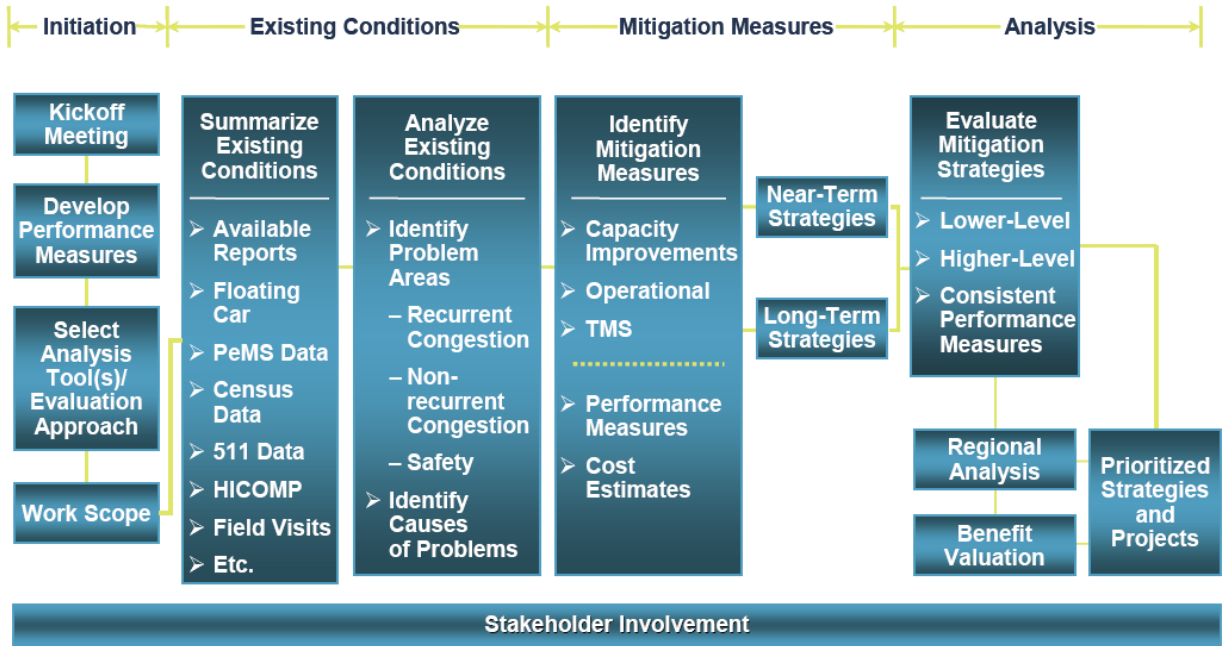 Initiation
Existing Conditions
Mitigation Measures
Analysis
Kickoff
Meeting
Develop
Performance
Measures
Select
Analysis
Tool(s)/
Evaluation
Approach
Work Scope
Summarize
Existing
Conditions
Available
Reports
Floating
Car
PeMS Data
Census
Data
511 Data
HICOMP
Field Visits
Etc.
Analyze
Existing
Conditions
Identify
Problem
Areas
– Recurrent
Congestion
– Non-
recurrent
Congestion
– Safety
Identify
Causes
of Problems
Identify
Mitigation
Measures
Capacity
Improvements
Operational
TMS
Performance
Measures
Cost
Estimates
Near-Term
Strategies
Long-Term
Strategies
Evaluate
Mitigation
Strategies
Lower-Level
Higher-Level
Consistent
Performance
Measures
Regional
Analysis
Benefit
Valuation
Prioritized
Strategies
and
Projects
Stakeholder Involvement